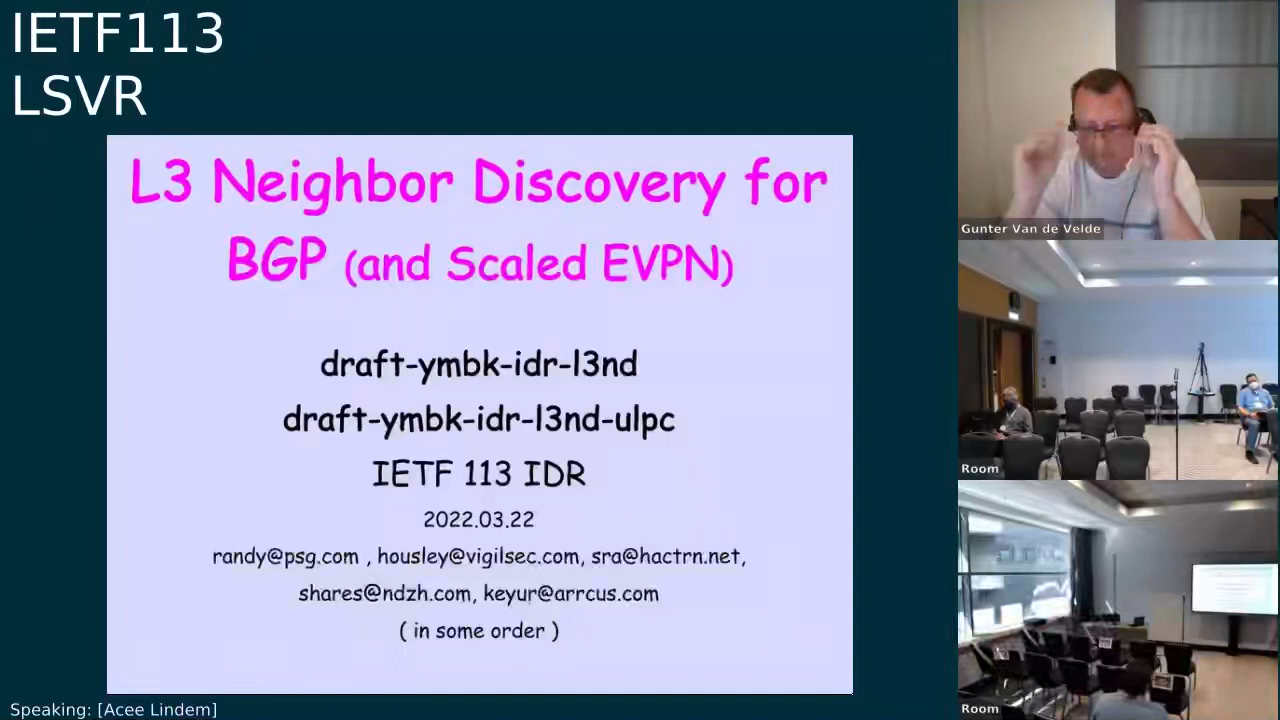 IETF113
LSVR
L3 Neighbor Discovery for
BGP (and Scaled EVPN)
draft-ymbk-idr-l3nd
draft-ymbk-idr-l3nd-ulpc
IETF 113 IDR
2022.03.22
randy@psg.com , housley@vigilsec.com, sra@hactrn.net,
shares@ndzh.com, keyur@arrcus.com
( in some order )
Speaking: [Acee Lindem]
Gunter Van de Velde
Room
Room